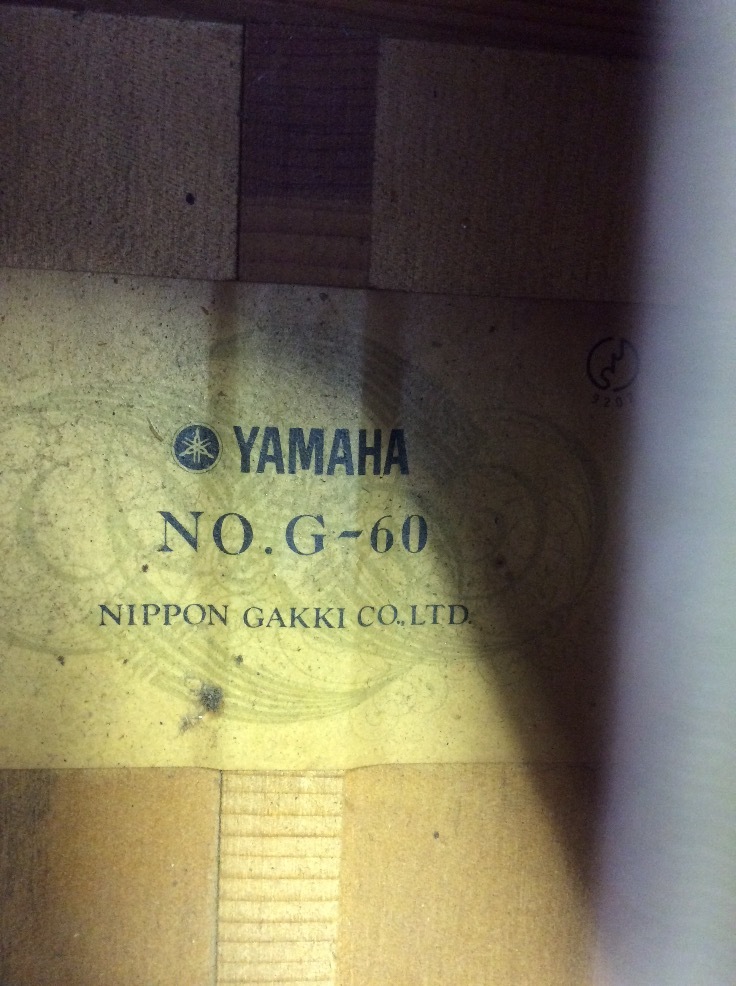 YAMAHA
NO. G-60
NIPPON GAKKI CO., LTD.